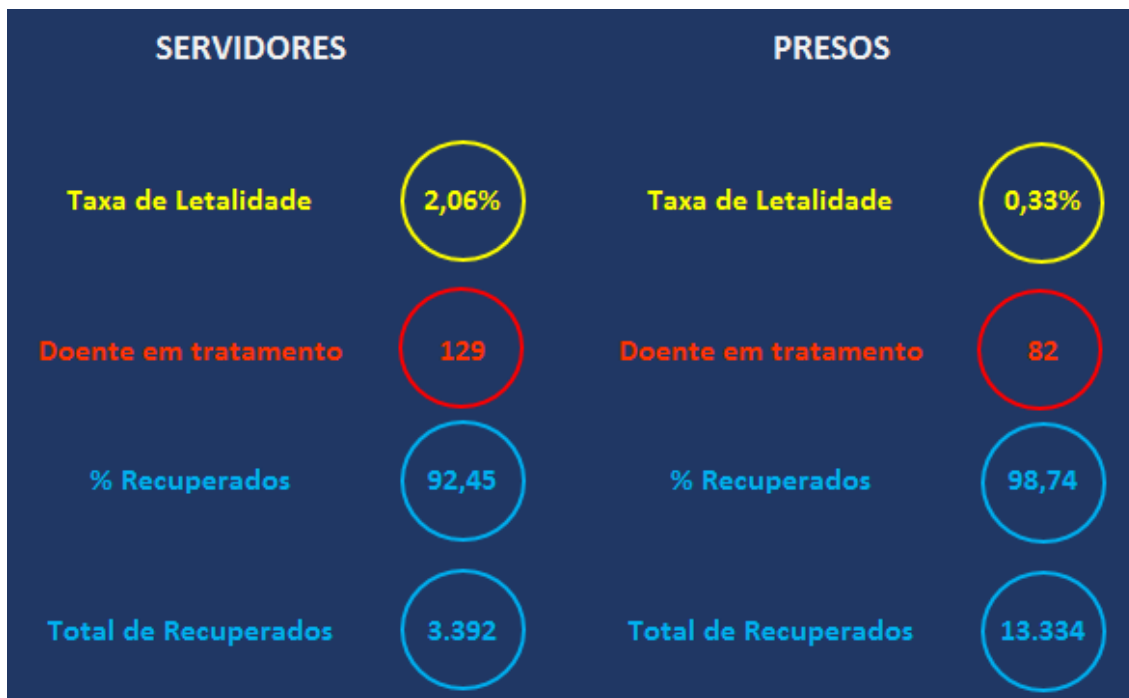 SERVIDORES
Taxa de Letalidade 2,06%
Doente em tratamento 129
% Recuperados 92,45
Total de Recuperados 3.392
PRESOS
Taxa de Letalidade 0,33%
Doente em tratamento 82
% Recuperados 98,74
Total de Recuperados 13.334